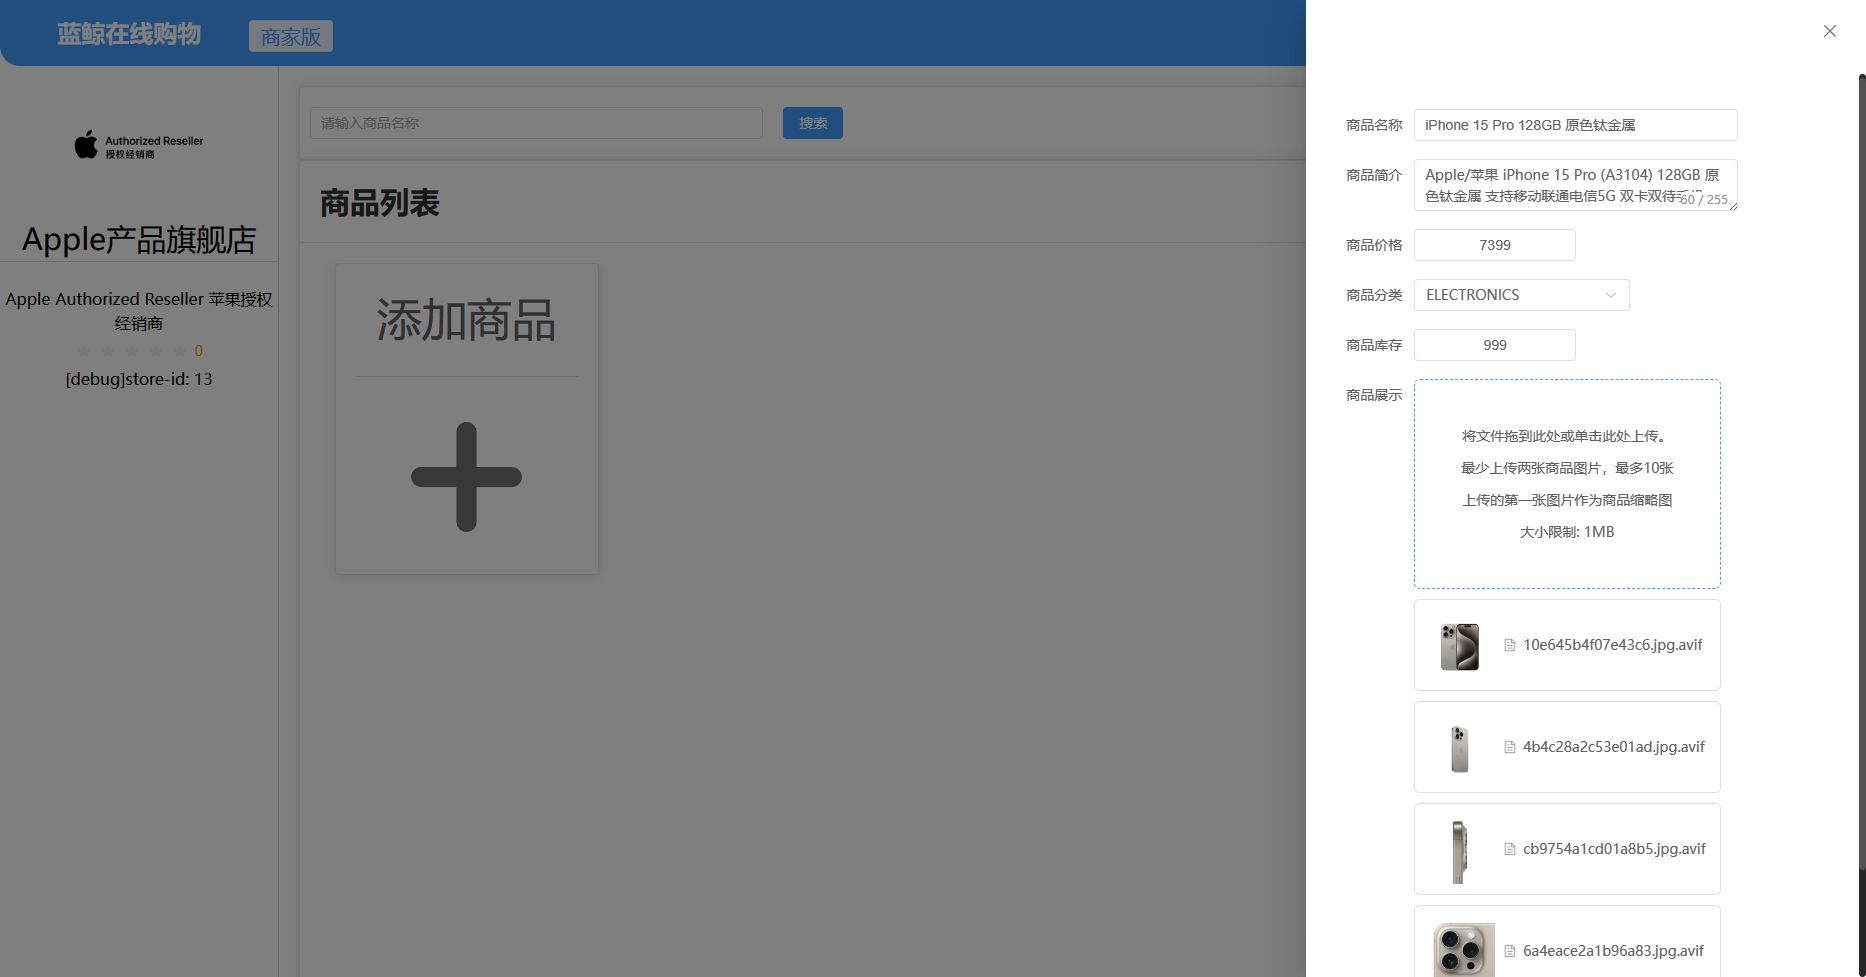 蓝鲸在线购物
商家版
Authorized Reseller
授权经销商
Apple产品旗舰店
Apple Authorized Reseller 苹果授权
经销商
0
[debug]store-id: 13
请输入商品名称
搜索
商品列表
添加商品
商品名称
iPhone 15 Pro 128GB 原色钛金属
商品简介
Apple/苹果 iPhone 15 Pro (A3104) 128GB 原
色钛金属 支持移动联通电信5G 双卡双待
60 / 255
商品价格
7399
商品分类
ELECTRONICS
商品库存
999
商品展示
将文件拖到此处或单击此处上传。
最少上传两张商品图片，最多10张
上传的第一张图片作为商品缩略图
大小限制: 1MB
10e645b4f07e43c6.jpg.avif
4b4c28a2c53e01ad.jpg.avif
cb9754a1cd01a8b5.jpg.avif
6a4eace2a1b96a83.jpg.avif